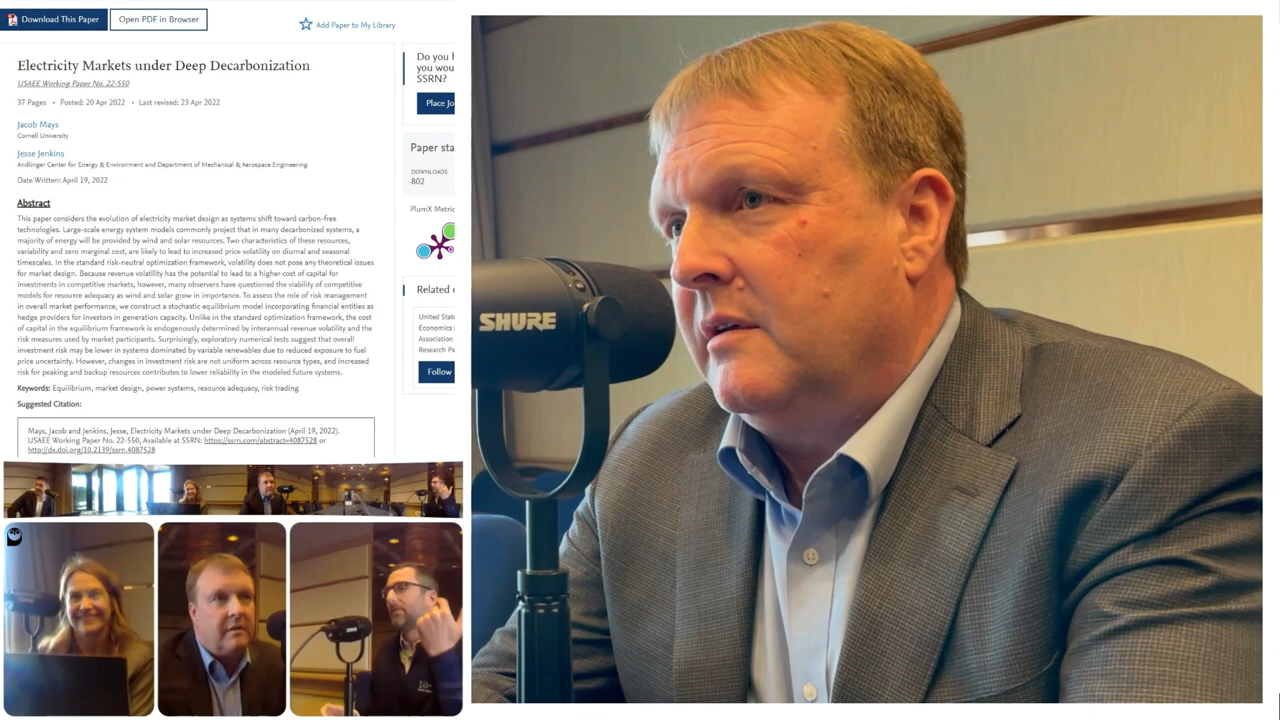 Download This Paper
Open PDF in Browser
Add Paper to My Library
Electricity Markets under Deep Decarbonization
USAEE Working Paper No. 22-550
37 Pages • Posted: 20 Apr 2022 • Last revised: 23 Apr 2022
Jacob Mays
Cornell University
Jesse Jenkins
Andlinger Center for Energy & Environment and Department of Mechanical & Aerospace Engineering
Date Written: April 19, 2022
Abstract
This paper considers the evolution of electricity market design as systems shift toward carbon-free
technologies. Large-scale energy system models commonly project that in many decarbonized systems, a
majority of energy will be provided by wind and solar resources. Two characteristics of these resources,
variability and zero marginal cost, are likely to lead to increased price volatility on diurnal and seasonal
timescales. In the standard risk-neutral optimization framework, volatility does not pose any theoretical issues
for market design. Because revenue volatility has the potential to lead to a higher cost of capital for
investments in competitive markets, however, many observers have questioned the viability of competitive
models for resource adequacy as wind and solar grow in importance. To assess the role of risk management
in overall market performance, we construct a stochastic equilibrium model incorporating financial entities as
hedge providers for investors in generation capacity. Unlike in the standard optimization framework, the cost
of capital in the equilibrium framework is endogenously determined by interannual revenue volatility and the
risk measures used by market participants. Surprisingly, exploratory numerical tests suggest that overall
investment risk may be lower in systems dominated by variable renewables due to reduced exposure to fuel
price uncertainty. However, changes in investment risk are not uniform across resource types, and increased
risk for peaking and backup resources contributes to lower reliability in the modeled future systems.
Keywords: Equilibrium, market design, power systems, resource adequacy, risk trading
Suggested Citation:
Mays, Jacob and Jenkins, Jesse, Electricity Markets under Deep Decarbonization (April 19, 2022).
USAEE Working Paper No. 22-550, Available at SSRN: https://ssrn.com/abstract=4087528 or
http://dx.doi.org/10.2139/ssrn.4087528
Do you h
you wou
SSRN?
Place Jo
Paper sta
DOWNLOADS
802
PlumX Metric
Related e
United State
Economics
Association
Research Pa
Follow
SHURE